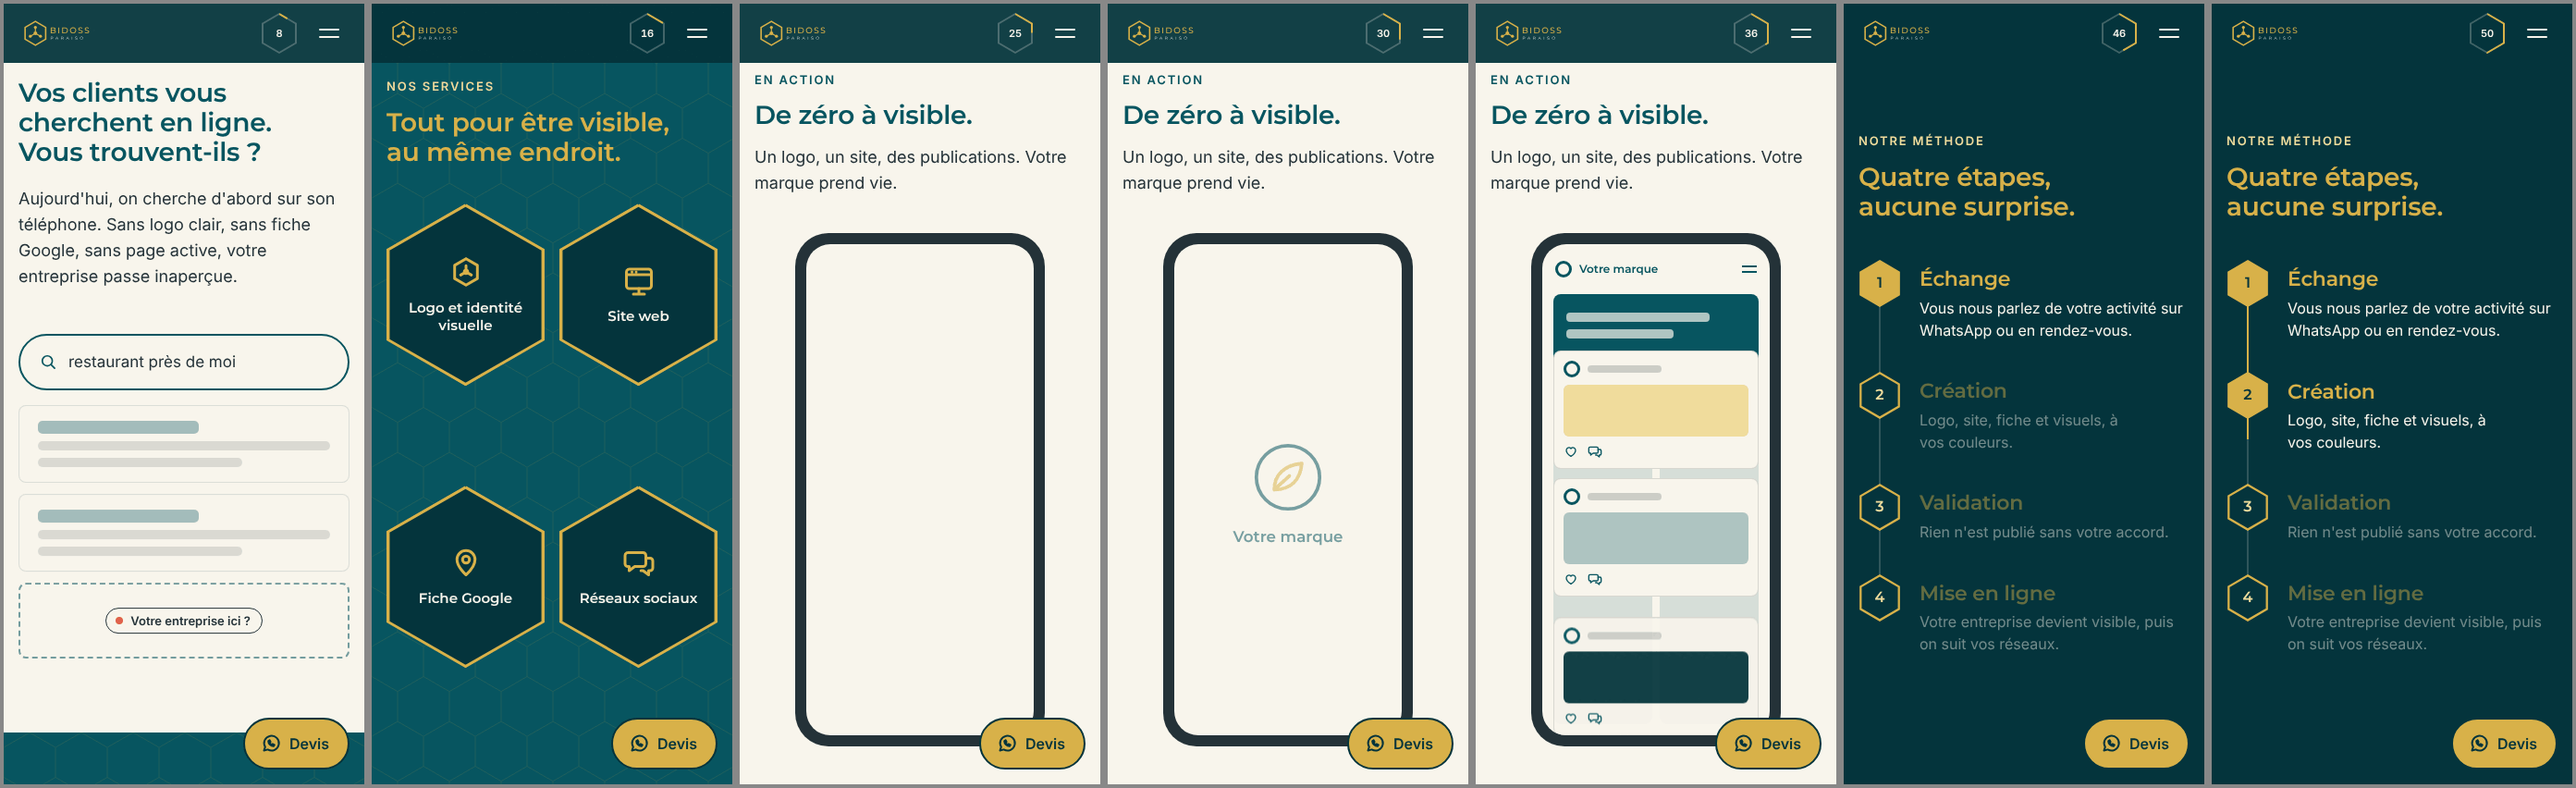 BIDOSS
PARAISO
8
Vos clients vous
cherchent en ligne.
Vous trouvent-ils ?
Aujourd'hui, on cherche d'abord sur son
téléphone. Sans logo clair, sans fiche
Google, sans page active, votre
entreprise passe inaperçue.
restaurant près de moi
Votre entreprise ici ?
Devis
BIDOSS
PARAISO
16
NOS SERVICES
Tout pour être visible,
au même endroit.
Logo et identité
visuelle
Site web
Fiche Google
Réseaux sociaux
Devis
BIDOSS
PARAISO
25
EN ACTION
De zéro à visible.
Un logo, un site, des publications. Votre
marque prend vie.
Devis
BIDOSS
PARAISO
30
EN ACTION
De zéro à visible.
Un logo, un site, des publications. Votre
marque prend vie.
Votre marque
Devis
BIDOSS
PARAISO
36
EN ACTION
De zéro à visible.
Un logo, un site, des publications. Votre
marque prend vie.
Votre marque
Devis
BIDOSS
PARAISO
46
NOTRE MÉTHODE
Quatre étapes,
aucune surprise.
1
Échange
Vous nous parlez de votre activité sur
WhatsApp ou en rendez-vous.
2
Création
Logo, site, fiche et visuels, à
vos couleurs.
3
Validation
Rien n'est publié sans votre accord.
4
Mise en ligne
Votre entreprise devient visible, puis
on suit vos réseaux.
Devis
BIDOSS
PARAISO
50
NOTRE MÉTHODE
Quatre étapes,
aucune surprise.
1
Échange
Vous nous parlez de votre activité sur
WhatsApp ou en rendez-vous.
2
Création
Logo, site, fiche et visuels, à
vos couleurs.
3
Validation
Rien n'est publié sans votre accord.
4
Mise en ligne
Votre entreprise devient visible, puis
on suit vos réseaux.
Devis